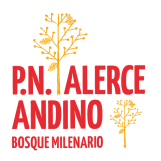 P.N. ALERCE
ANDINO
BOSQUE MILENARIO